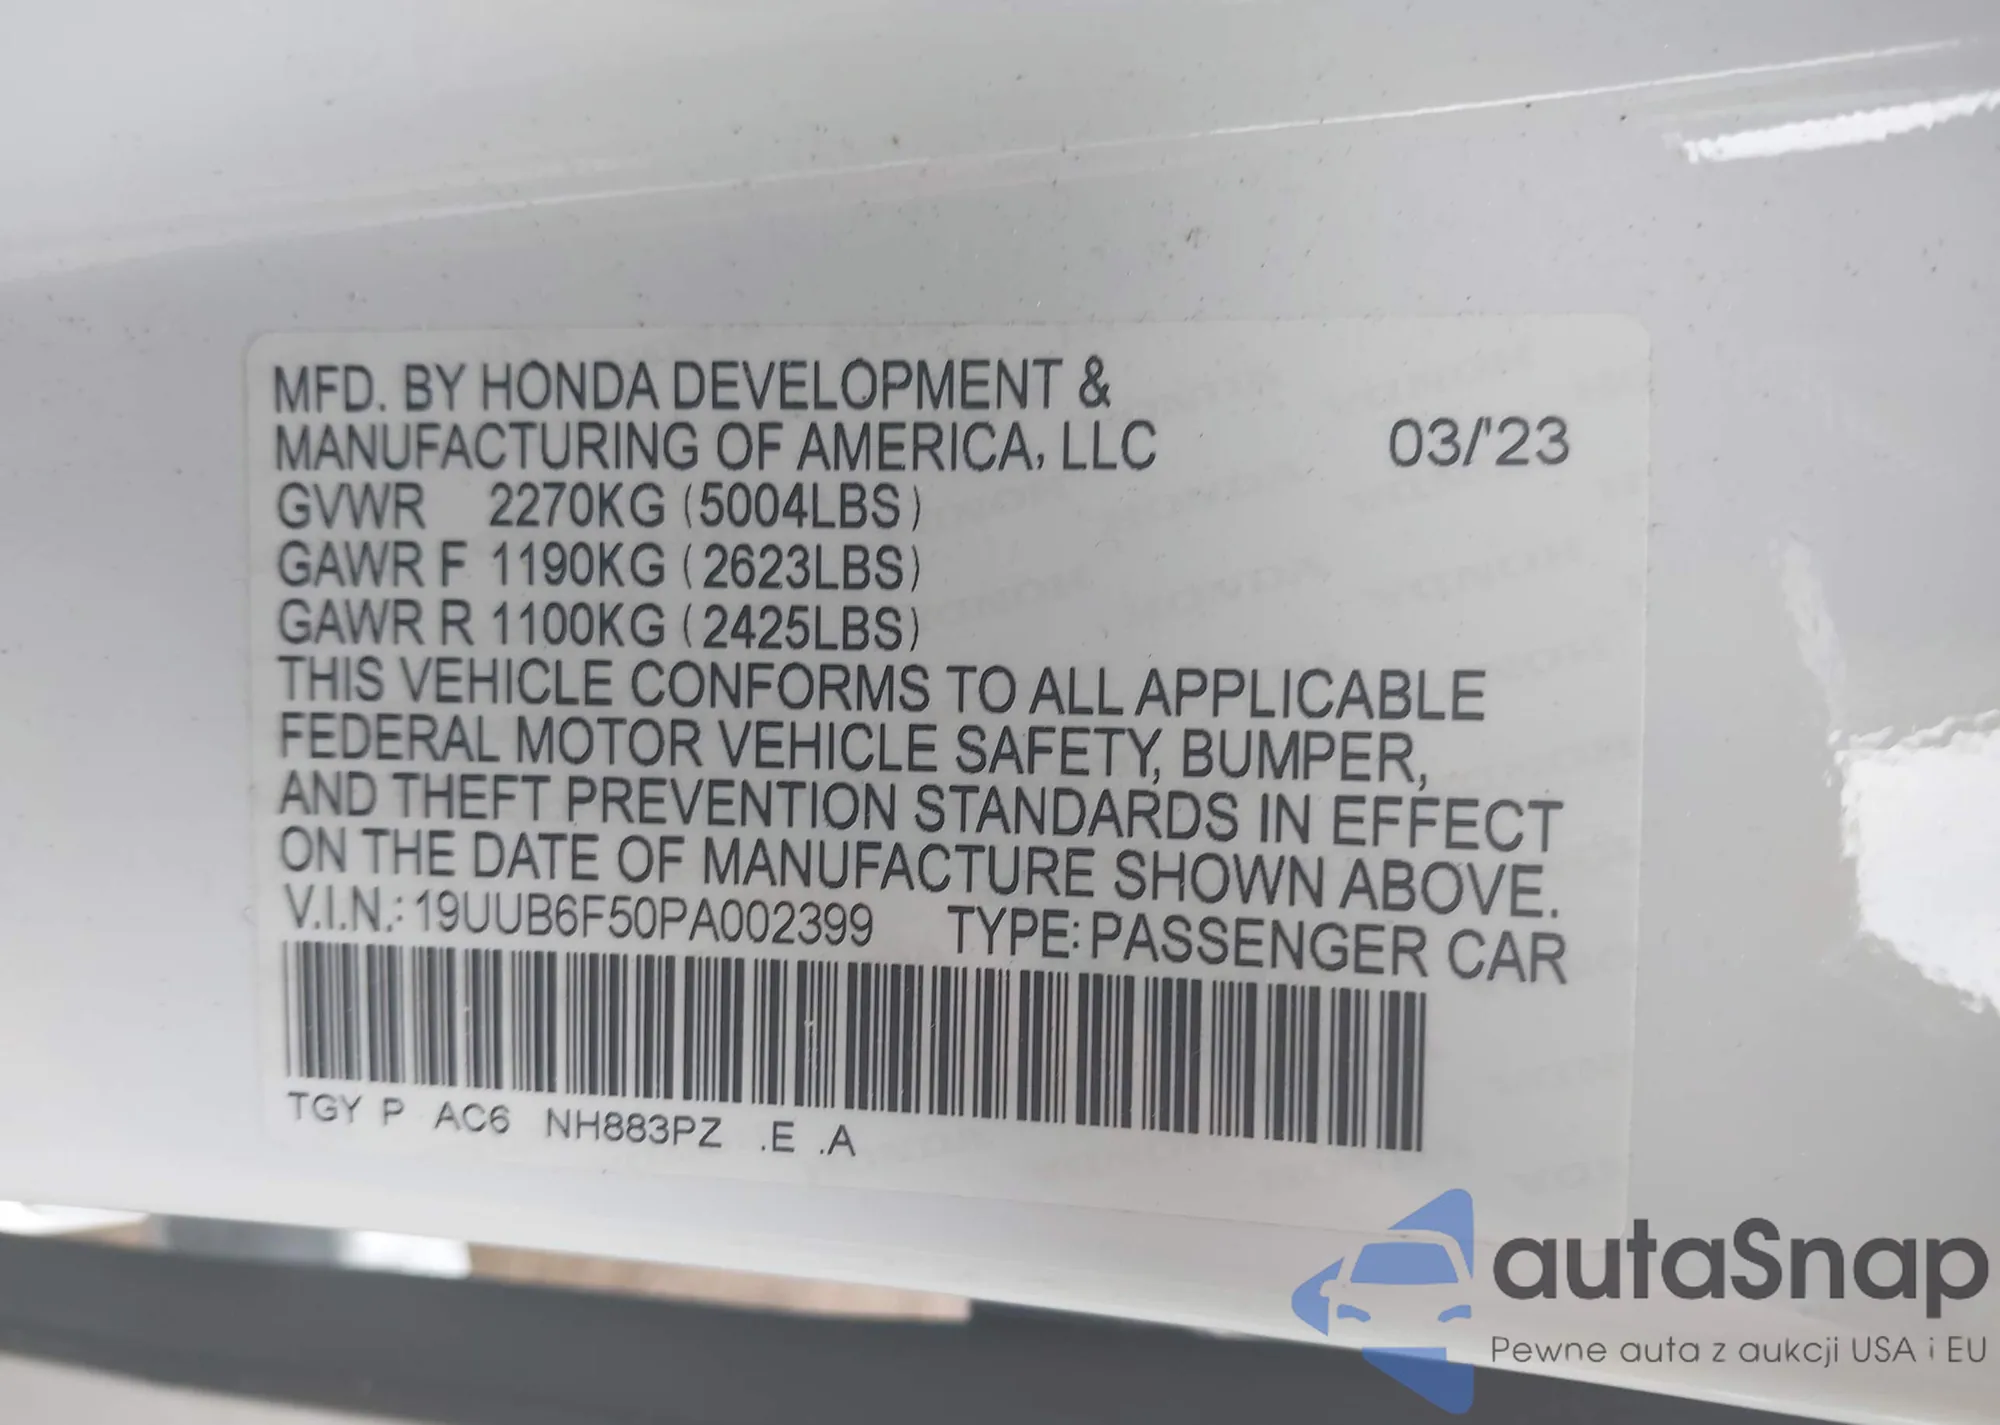 MFD. BY HONDA DEVELOPMENT &
MANUFACTURING OF AMERICA, LLC 03/'23
GVWR 2270KG (5004LBS)
GAWR F 1190KG (2623LBS)
GAWR R 1100KG (2425LBS)
THIS VEHICLE CONFORMS TO ALL APPLICABLE
FEDERAL MOTOR VEHICLE SAFETY, BUMPER,
AND THEFT PREVENTION STANDARDS IN EFFECT
ON THE DATE OF MANUFACTURE SHOWN ABOVE.
V.I.N.: 19UUB6F50PA002399 TYPE: PASSENGER CAR
TGY P AC6 NH883PZ .E .A
autaSnap
Pewne auta z aukcji USA i EU